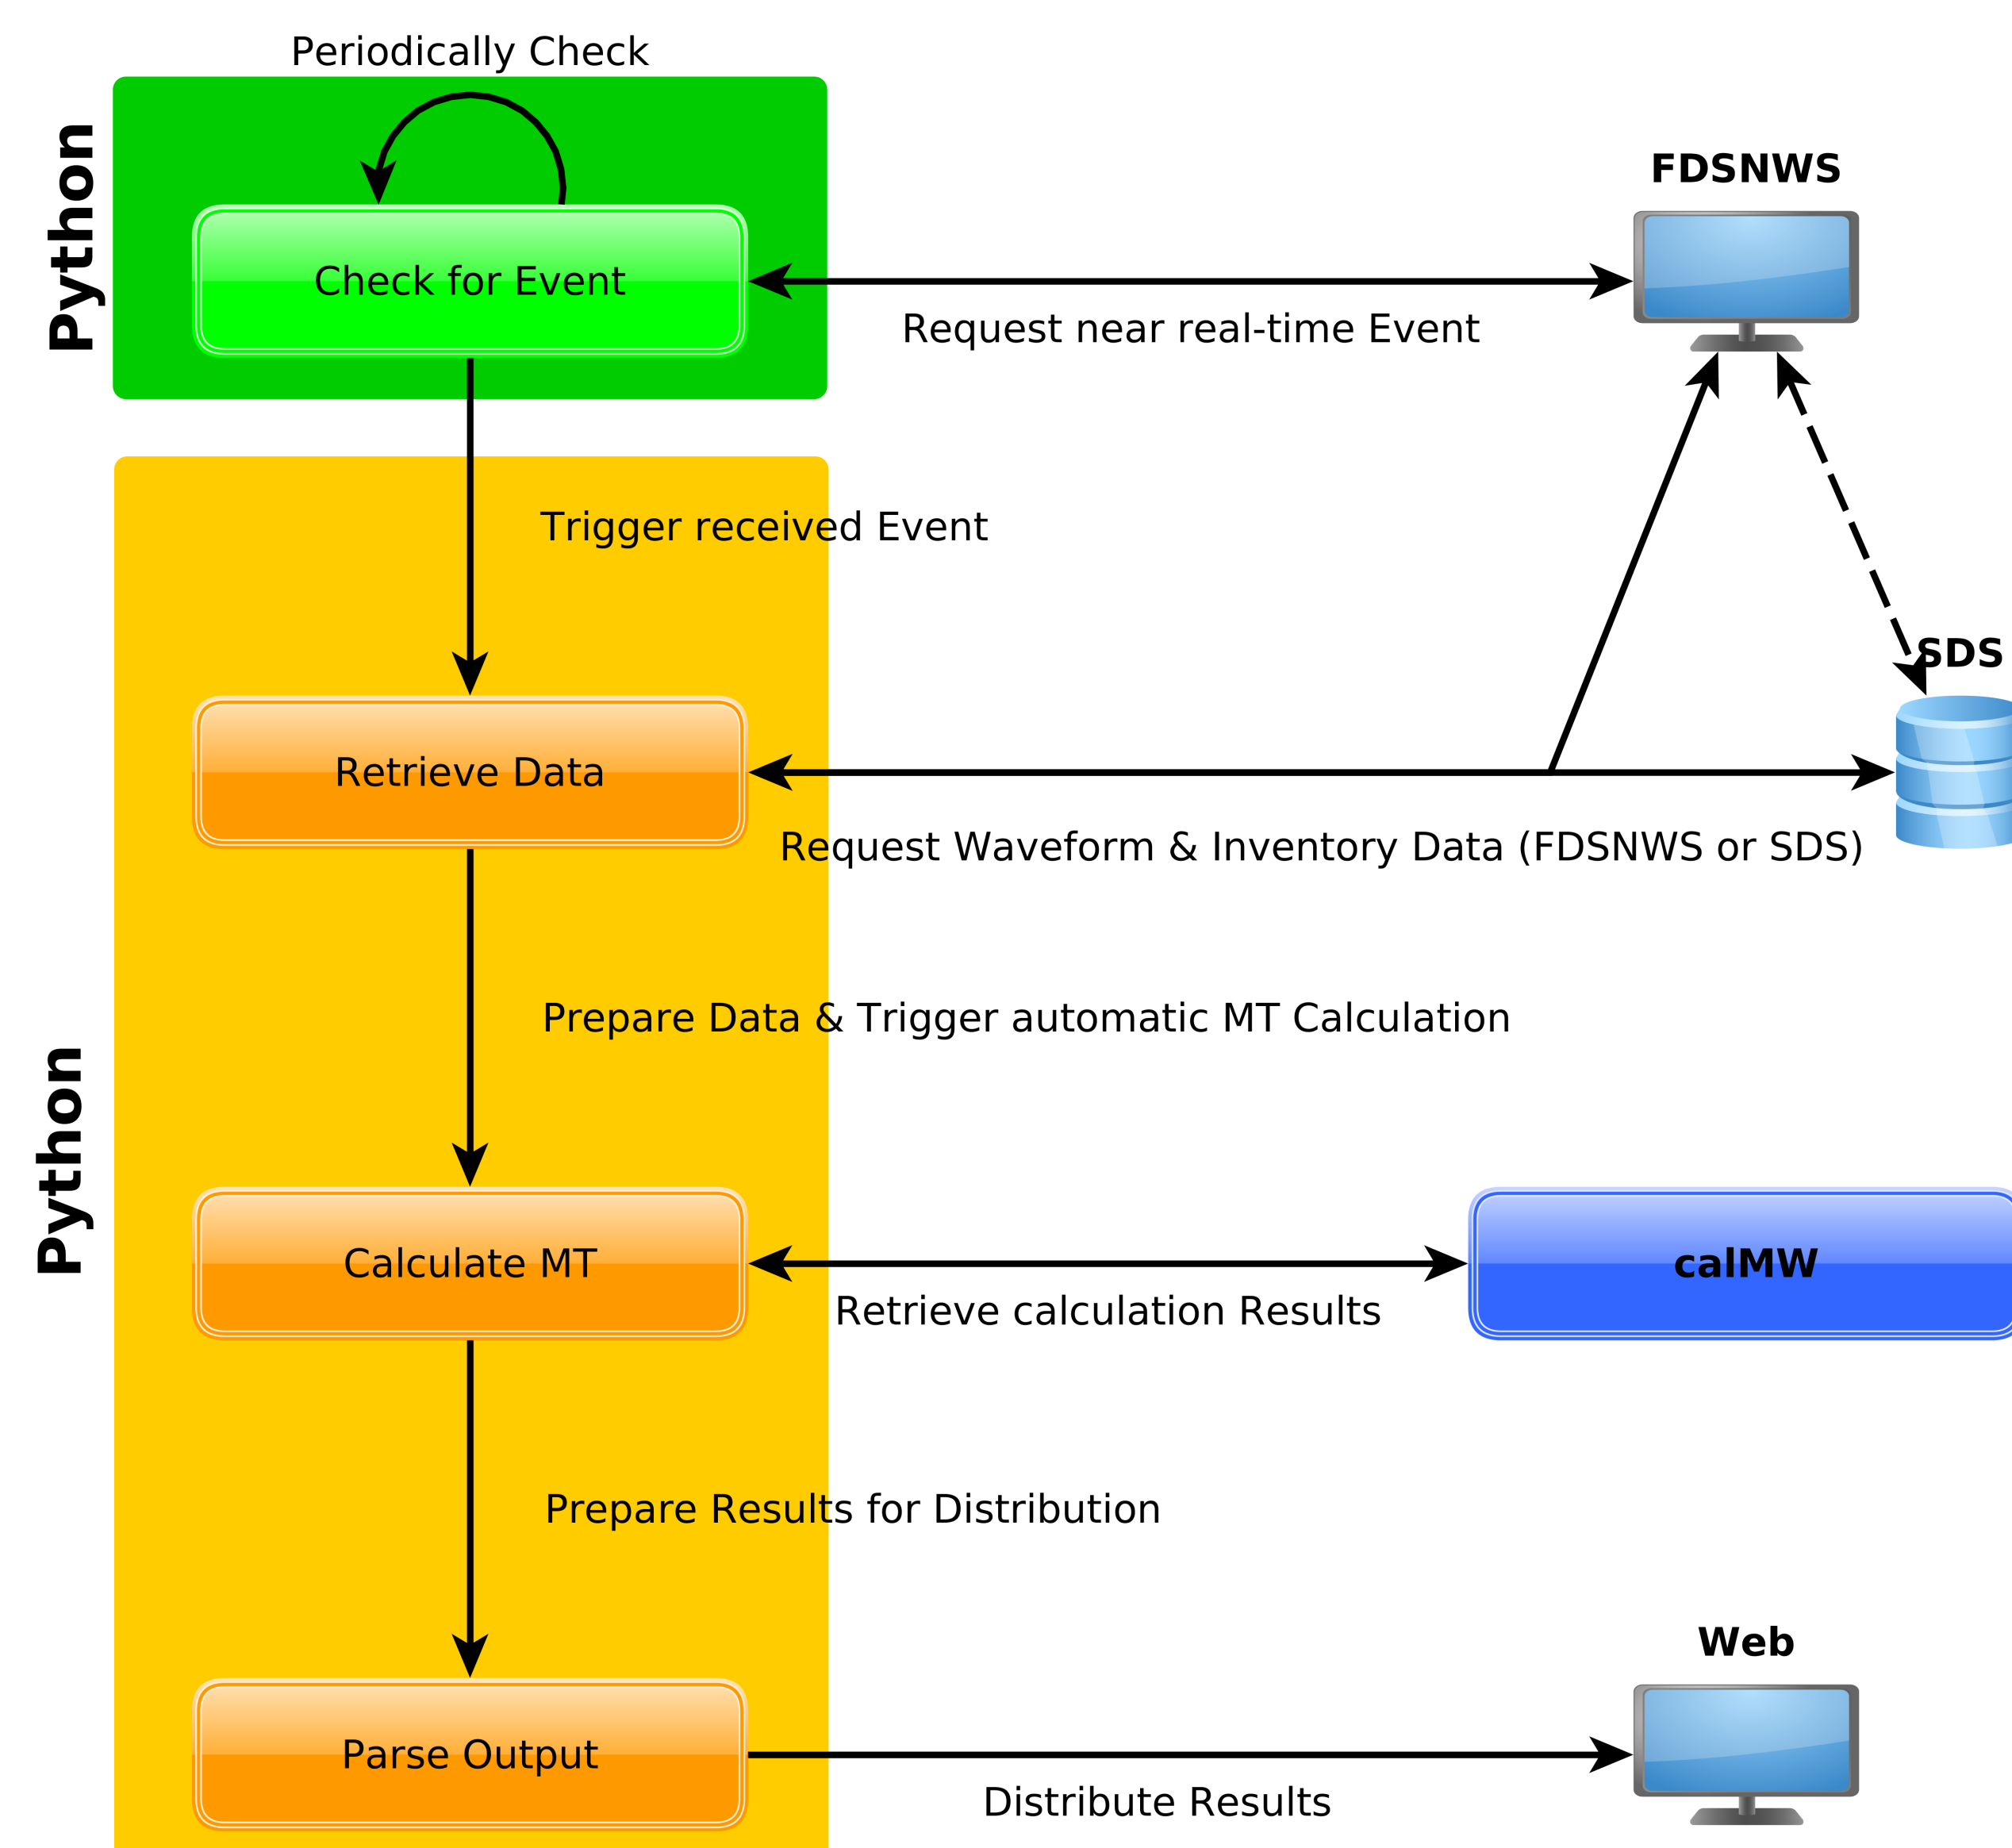 Periodically Check
Python
FDSNWS
Check for Event
Request near real-time Event
Trigger received Event
SDS
Retrieve Data
Request Waveform & Inventory Data (FDSNWS or SDS)
Prepare Data & Trigger automatic MT Calculation
Python
Calculate MT
calMW
Retrieve calculation Results
Prepare Results for Distribution
Web
Parse Output
Distribute Results